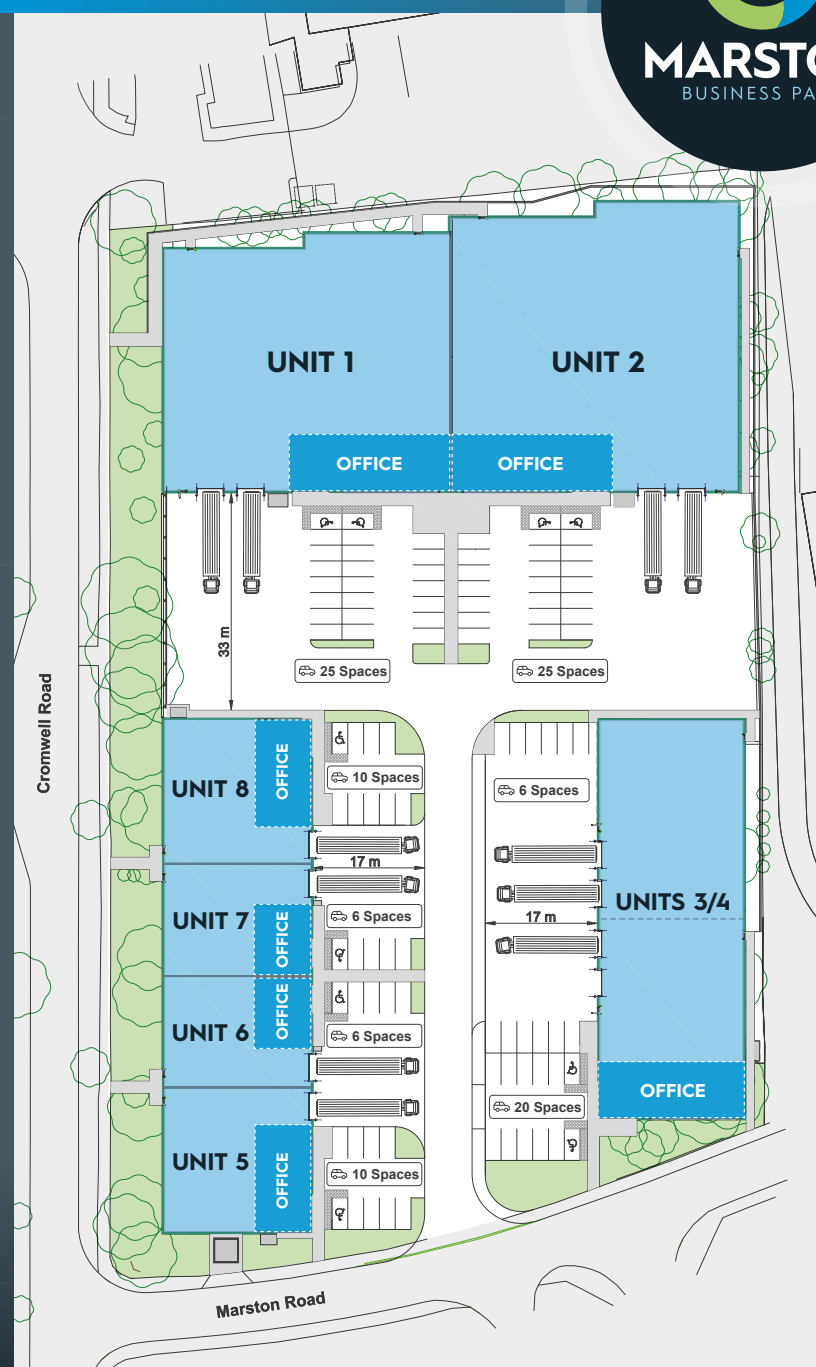 MARSTO
BUSINESS PA
UNIT 1
UNIT 2
OFFICE
OFFICE
33 m
25 Spaces
25 Spaces
Cromwell Road
UNIT 8
OFFICE
10 Spaces
6 Spaces
17 m
UNIT 7
OFFICE
6 Spaces
17 m
UNITS 3/4
UNIT 6
OFFICE
6 Spaces
OFFICE
20 Spaces
UNIT 5
OFFICE
10 Spaces
Marston Road